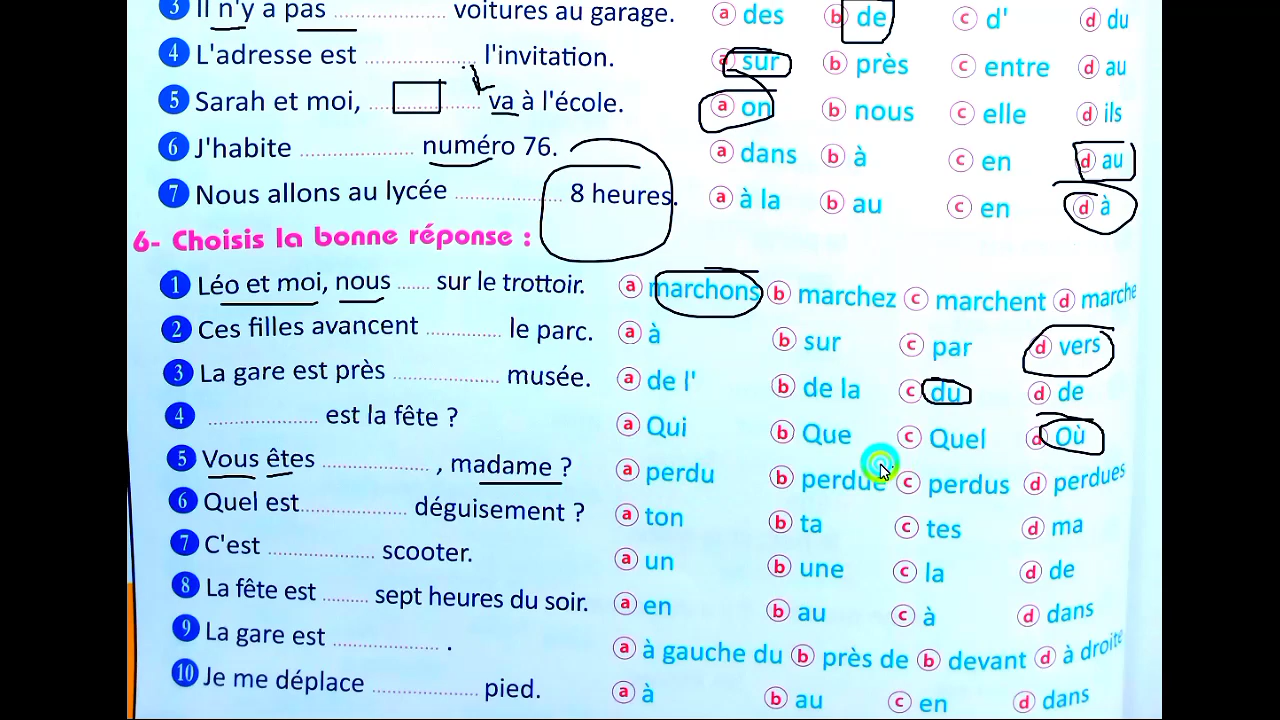 3 Il n'y a pas .................. voitures au garage. a des b de c d' d du
4 L'adresse est ........................ l'invitation. a sur b près c entre d au
5 Sarah et moi, ........................ va à l'école. a on b nous c elle d ils
6 J'habite ........................ numéro 76. a dans b à c en d au
7 Nous allons au lycée ........................ 8 heures. a à la b au c en d à
6- Choisis la bonne réponse :
1 Léo et moi, nous ....... sur le trottoir. a marchons b marchez c marchent d marche
2 Ces filles avancent ................ le parc. a à b sur c par d vers
3 La gare est près ....................... musée. a de l' b de la c du d de
4 ........................ est la fête ? a Qui b Que c Quel d Où
5 Vous êtes ........................ , madame ? a perdu b perdue c perdus d perdues
6 Quel est........................ déguisement ? a ton b ta c tes d ma
7 C'est ....................... scooter. a un b une c la d de
8 La fête est .......... sept heures du soir. a en b au c à d dans
9 La gare est ........................ . a à gauche du b près de b devant d à droite
10 Je me déplace ....................... pied. a à b au c en d dans